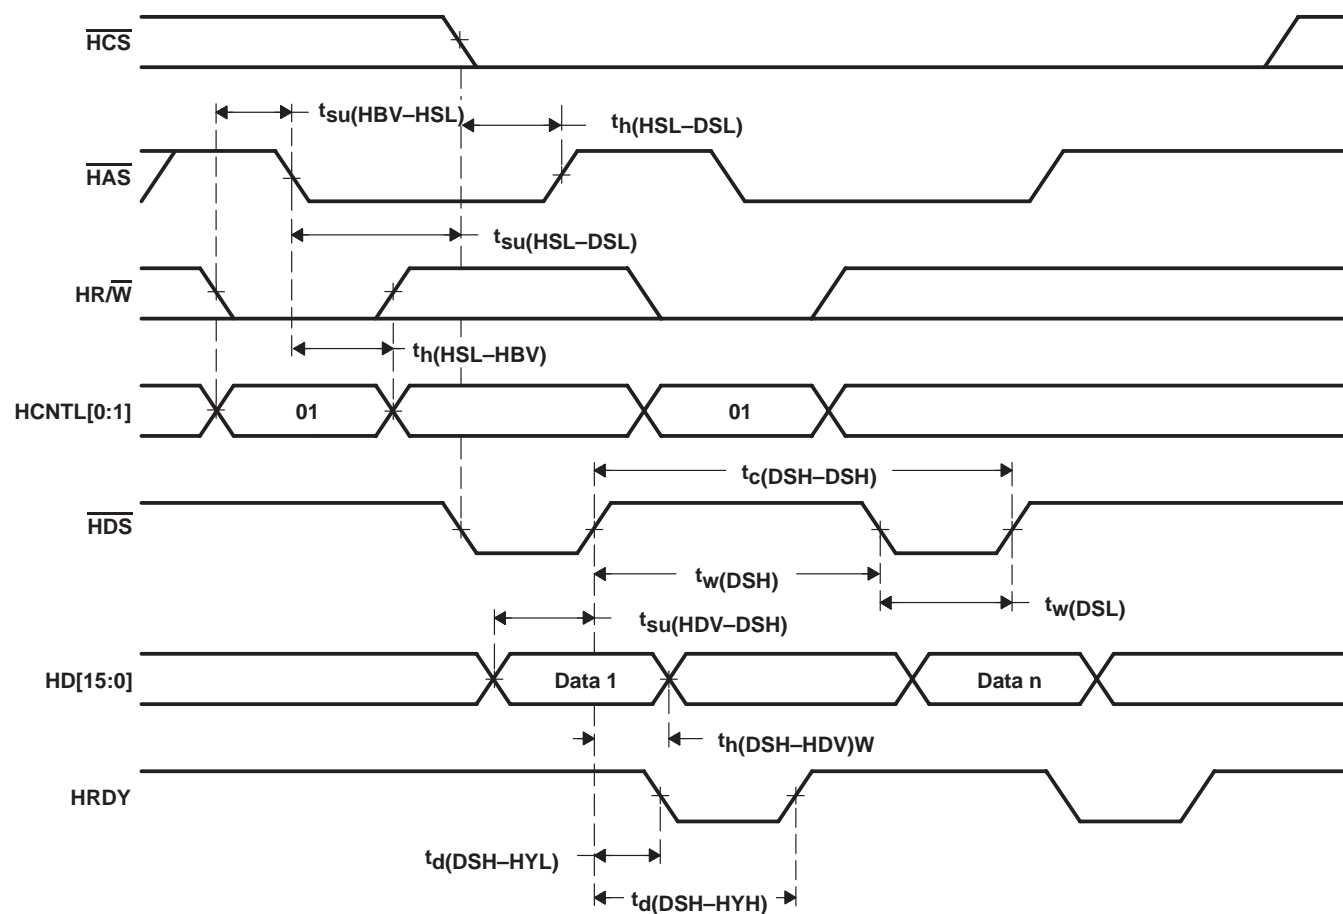 HCS
tsu(HBV–HSL)
th(HSL–DSL)
HAS
tsu(HSL–DSL)
HR/W
th(HSL–HBV)
HCNTL[0:1]
01
01
tc(DSH–DSH)
HDS
tw(DSH)
tw(DSL)
tsu(HDV–DSH)
HD[15:0]
Data 1
Data n
th(DSH–HDV)W
HRDY
td(DSH–HYL)
td(DSH–HYH)